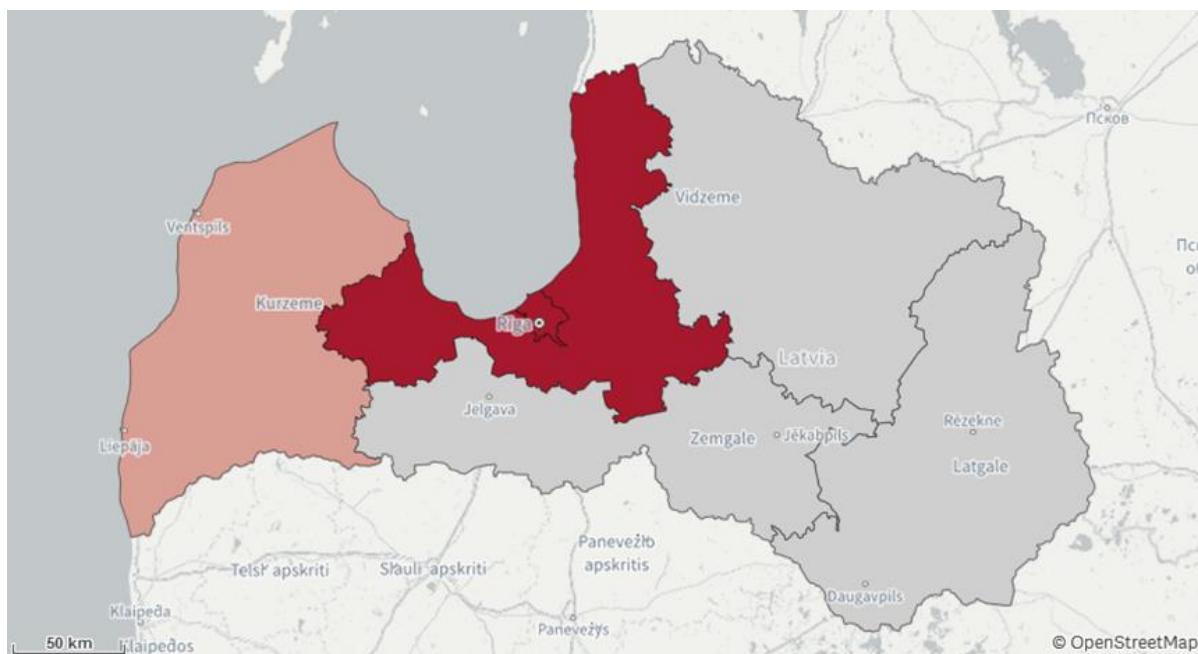 Псков
Vidzeme
Ventspils
Kurzeme
Rīga
Latvia
Jelgava
Liepāja
Zemgale
Jēkabpils
Rēzekne
Latgale
Panevėžio
apskritis
Telšių apskriti
Šiaulių apskriti
Daugavpils
Klaipėda
Panevėžys
50 km
Klaipėdos
© OpenStreetMap